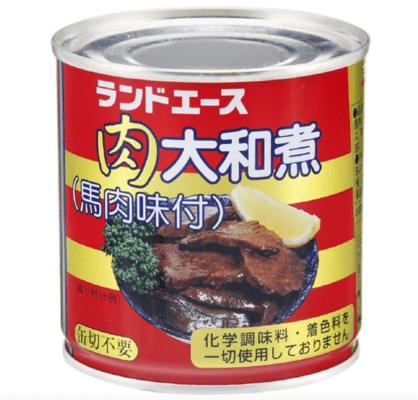 ランドエース
肉大和煮
(馬肉味付)
盛り付け例
缶切不要
化学調味料・着色料を
一切使用しておりません